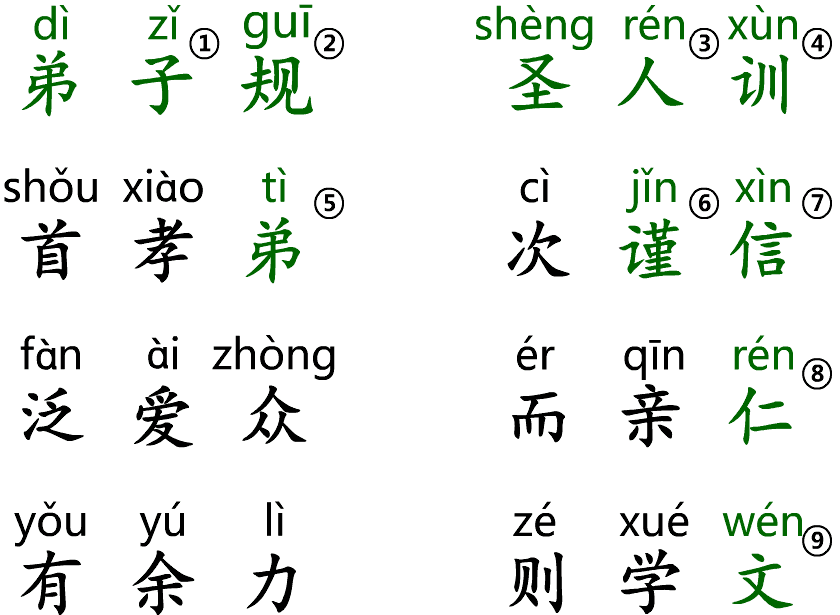 dì zǐ① guī② shèng rén③ xùn④
弟子规 圣人训
shǒu xiào tì⑤ cì jǐn⑥ xìn⑦
首孝弟 次谨信
fàn ài zhòng ér qīn rén⑧
泛爱众 而亲仁
yǒu yú lì zé xué wén⑨
有余力 则学文